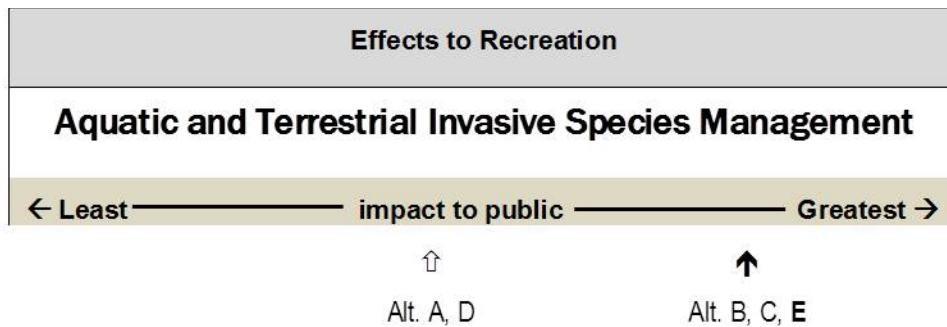 Effects to Recreation
Aquatic and Terrestrial Invasive Species Management
← Least impact to public Greatest →
⇧ ↑
Alt. A, D Alt. B, C, E